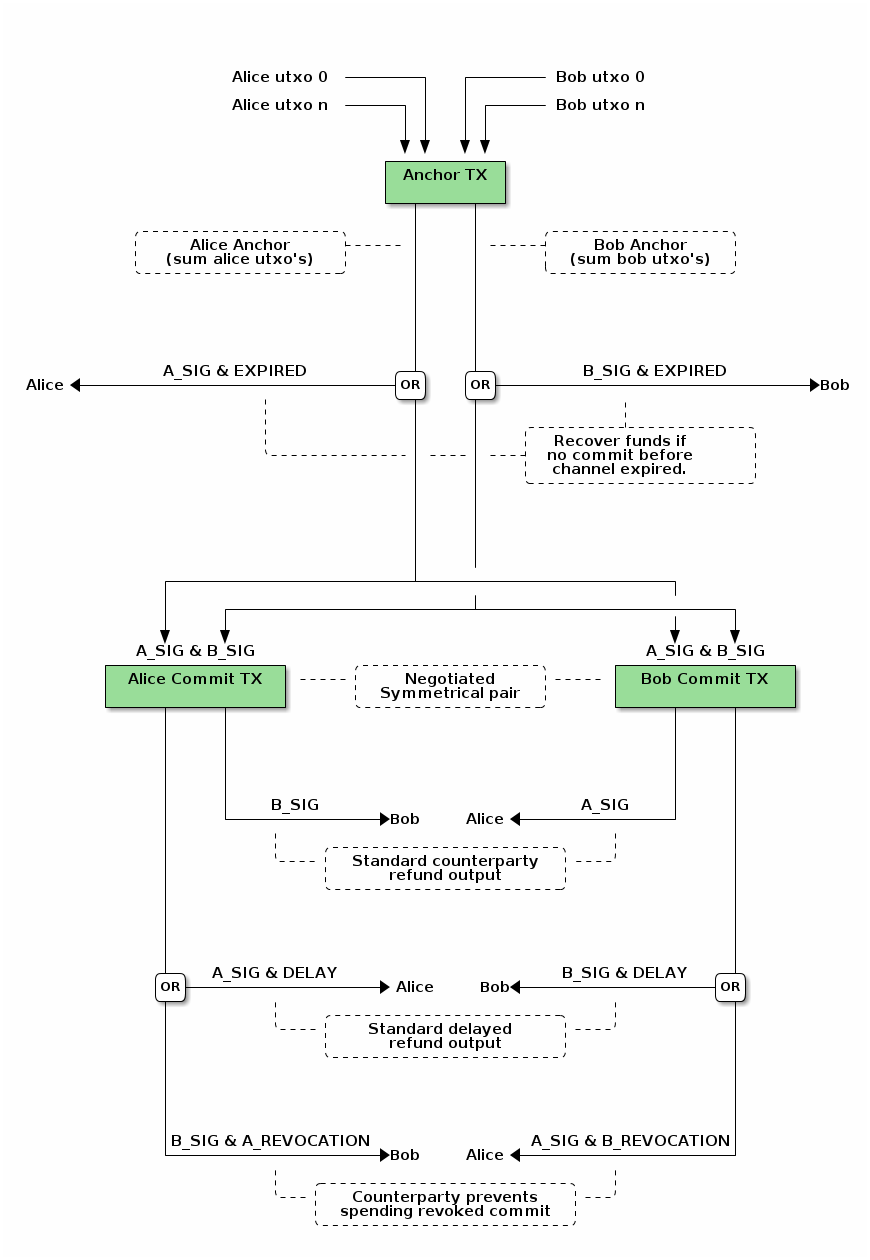 Alice utxo 0
Bob utxo 0
Alice utxo n
Bob utxo n
Anchor TX
Alice Anchor
(sum alice utxo's)
Bob Anchor
(sum bob utxo's)
A_SIG & EXPIRED
B_SIG & EXPIRED
Alice
OR
OR
Bob
Recover funds if
no commit before
channel expired.
A_SIG & B_SIG
A_SIG & B_SIG
Alice Commit TX
Negotiated
Symmetrical pair
Bob Commit TX
B_SIG
A_SIG
Bob
Alice
Standard counterparty
refund output
A_SIG & DELAY
B_SIG & DELAY
OR
Alice
Bob
OR
Standard delayed
refund output
B_SIG & A_REVOCATION
A_SIG & B_REVOCATION
Bob
Alice
Counterparty prevents
spending revoked commit